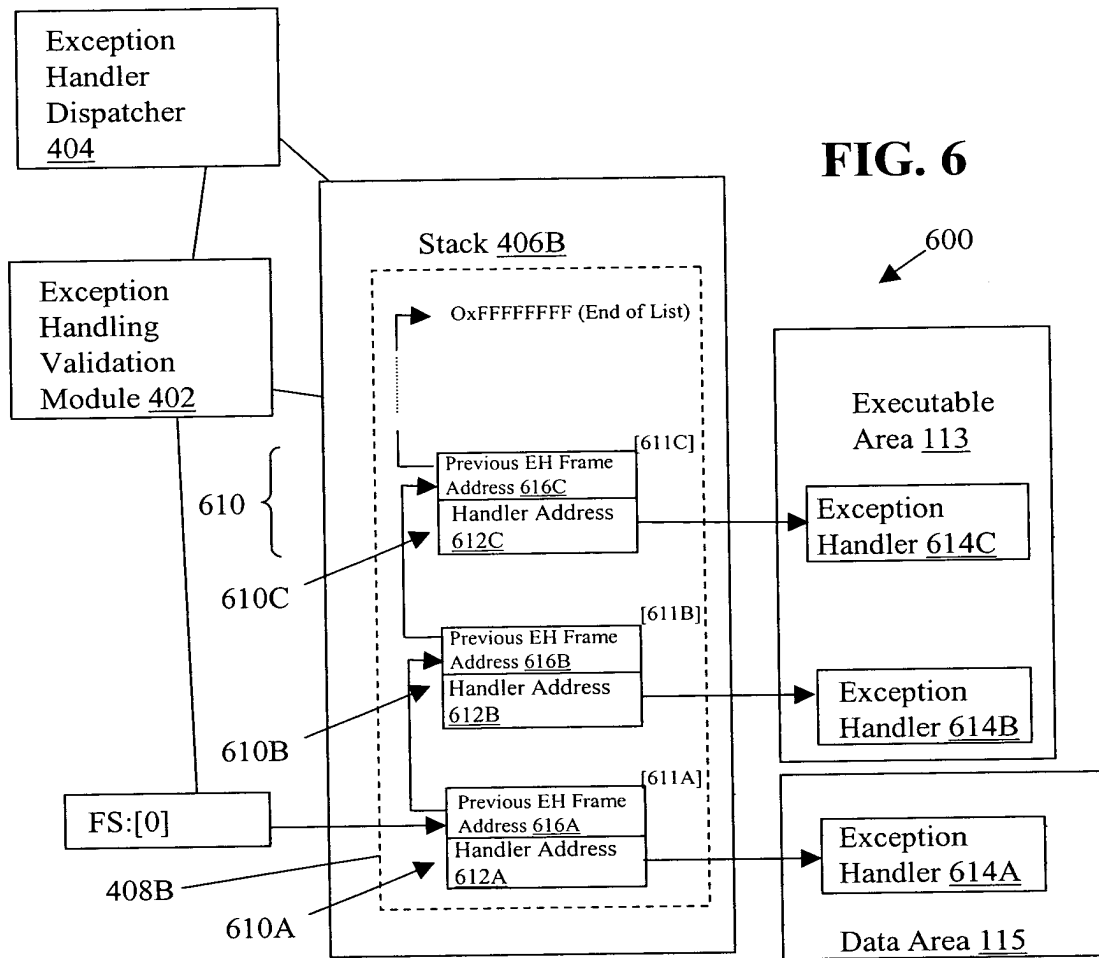 Exception
Handler
Dispatcher
404
FIG. 6
600
Stack 406B
Exception
Handling
Validation
Module 402
OxFFFFFFFF (End of List)
Executable
Area 113
[611C]
Previous EH Frame
Address 616C
Handler Address
612C
610
610C
Exception
Handler 614C
[611B]
Previous EH Frame
Address 616B
Handler Address
612B
610B
Exception
Handler 614B
[611A]
Previous EH Frame
Address 616A
Handler Address
612A
FS:[0]
408B
610A
Exception
Handler 614A
Data Area 115